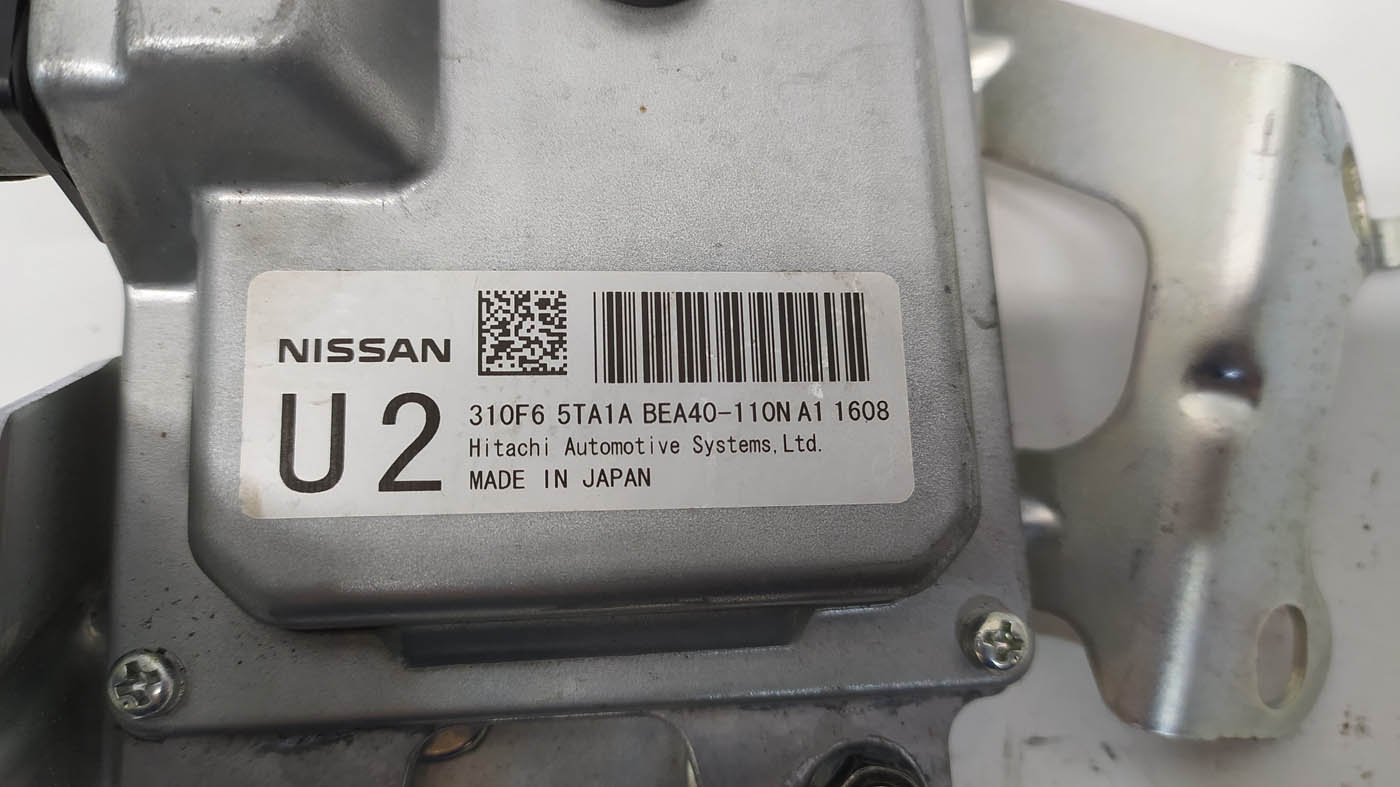 NISSAN
U2
310F6 5TA1A BEA40-110N A1 1608
Hitachi Automotive Systems,Ltd.
MADE IN JAPAN